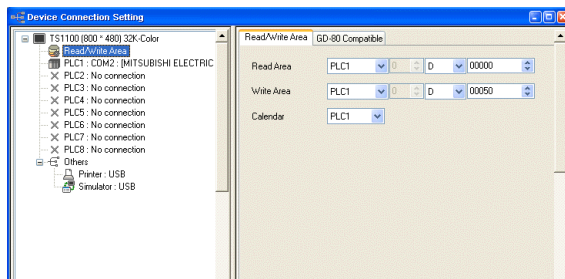 Device Connection Setting
TS1100 (800 * 480) 32K-Color
Read/Write Area
PLC1 : COM2 : [MITSUBISHI ELECTRIC
PLC2 : No connection
PLC3 : No connection
PLC4 : No connection
PLC5 : No connection
PLC6 : No connection
PLC7 : No connection
PLC8 : No connection
Others
Printer : USB
Simulator : USB
Read/Write Area GD-80 Compatible
Read Area PLC1 0 D 00000
Write Area PLC1 0 D 00050
Calendar PLC1